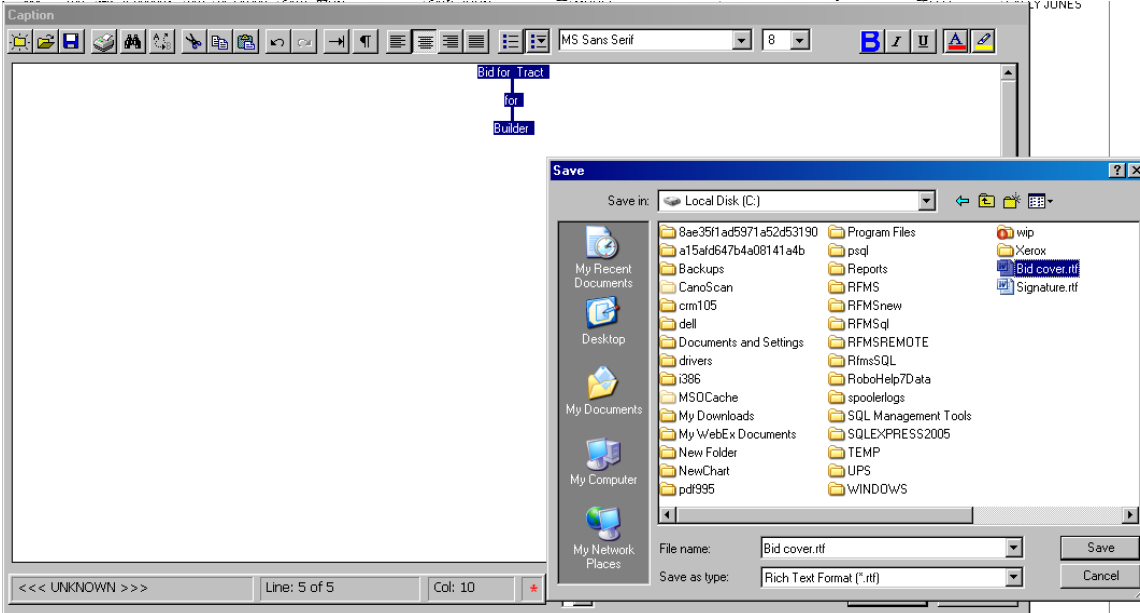 LY JUNES
Caption
MS Sans Serif
8
B I U A
Bid for Tract
for
Builder
Save
Save in: Local Disk (C:)
My Recent Documents
Desktop
My Documents
My Computer
My Network Places
8ae35f1ad5971a52d53190
a15afd647b4a08141a4b
Backups
CanoScan
crm105
dell
Documents and Settings
drivers
i386
MSOCache
My Downloads
My WebEx Documents
New Folder
NewChart
pdf995
Program Files
psql
Reports
RFMS
RFMSnew
RFMSql
RFMSREMOTE
RfmsSQL
RoboHelp7Data
spoolerlogs
SQL Management Tools
SQLEXPRESS2005
TEMP
UPS
WINDOWS
wip
Xerox
Bid cover.rtf
Signature.rtf
File name: Bid cover.rtf Save
Save as type: Rich Text Format (*.rtf) Cancel
<<< UNKNOWN >>> Line: 5 of 5 Col: 10 *